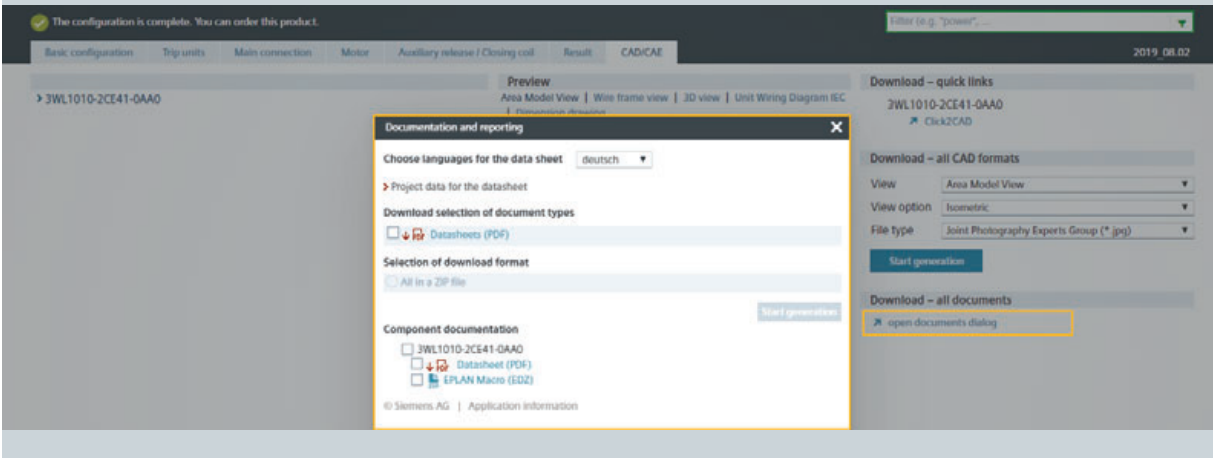 The configuration is complete. You can order this product.
Filter (e.g. "power", ...
Basic configuration Trip units Main connection Motor Auxiliary release / Closing coil Result CAD/CAE 2019_08.02
3WL1010-2CE41-0AA0
Preview
Area Model View | Wire frame view | 3D view | Unit Wiring Diagram IEC
| Dimension drawing
Documentation and reporting
Choose languages for the data sheet deutsch
Project data for the datasheet
Download selection of document types
Datasheets (PDF)
Selection of download format
All in a ZIP file
Start generation
Component documentation
3WL1010-2CE41-0AA0
Datasheet (PDF)
EPLAN Macro (EDZ)
© Siemens AG | Application information
Download – quick links
3WL1010-2CE41-0AA0
Click2CAD
Download – all CAD formats
View Area Model View
View option Isometric
File type Joint Photography Experts Group (*.jpg)
Start generation
Download – all documents
open documents dialog